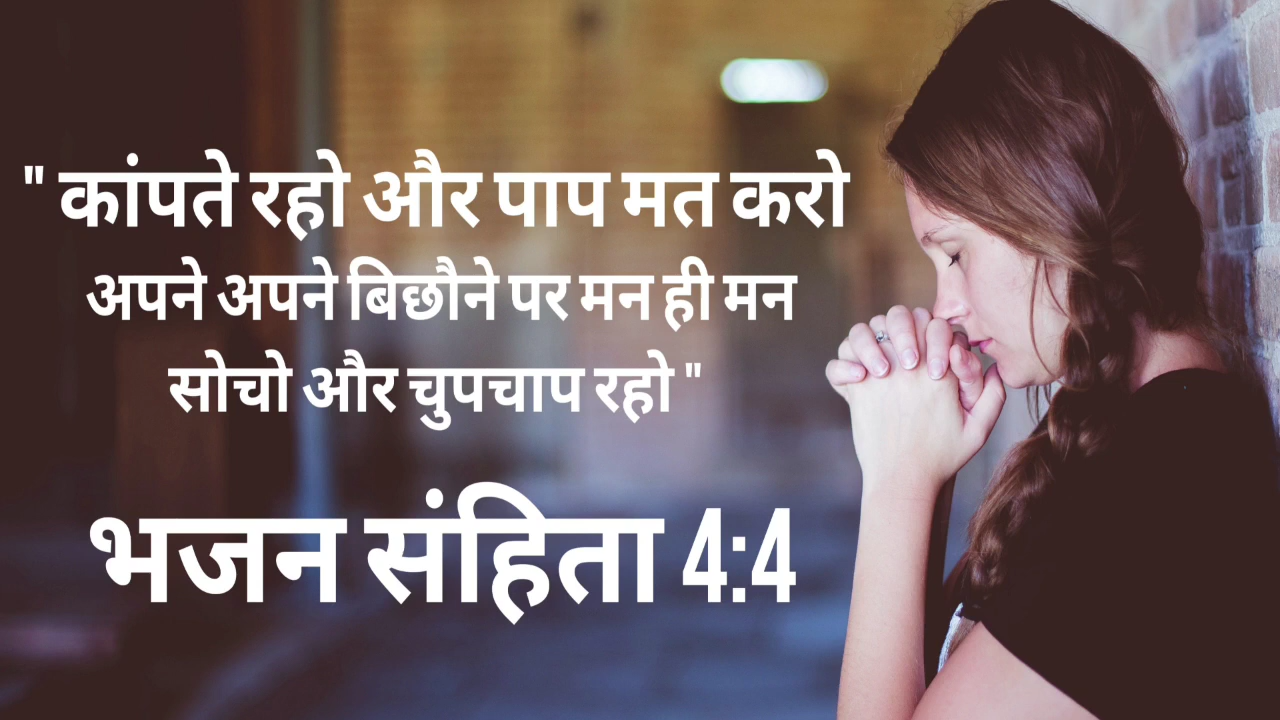 " कांपते रहो और पाप मत करो
अपने अपने बिछौने पर मन ही मन
सोचो और चुपचाप रहो "
भजन संहिता 4:4